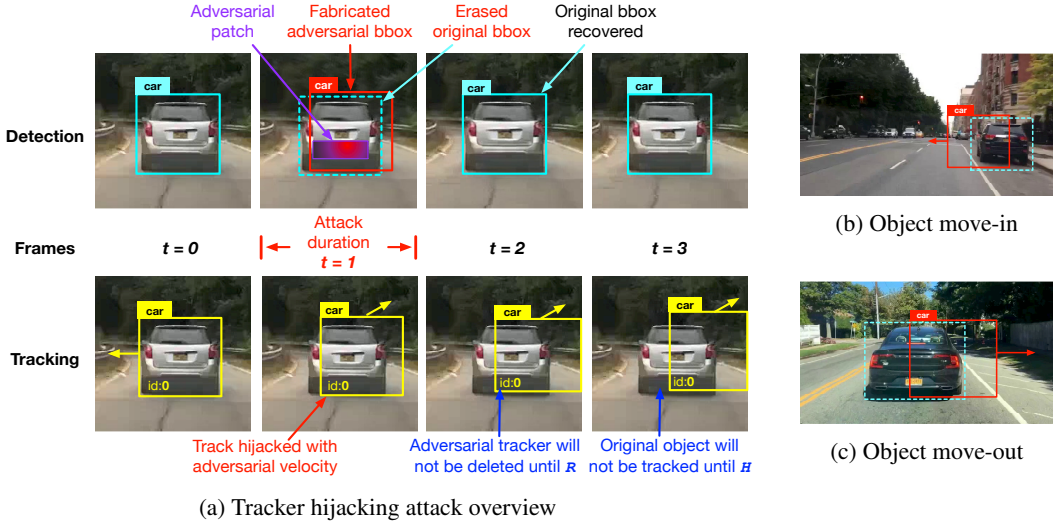 Adversarial patch
Fabricated adversarial bbox
Erased original bbox
Original bbox recovered
Detection
car
car
car
car
Frames
t = 0
Attack duration
t = 1
t = 2
t = 3
Tracking
car
id:0
car
id:0
car
id:0
car
id:0
Track hijacked with
adversarial velocity
Adversarial tracker will
not be deleted until R
Original object will
not be tracked until H
(a) Tracker hijacking attack overview
car
(b) Object move-in
car
(c) Object move-out